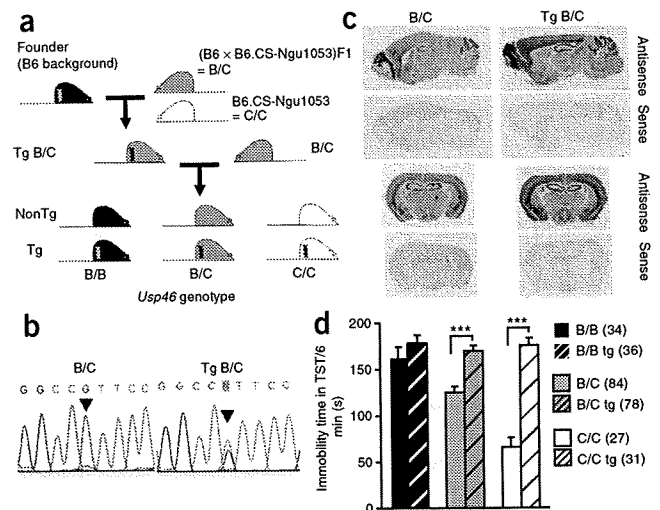 a
Founder
(B6 background)
(B6 × B6.CS-Ngu1053)F1
= B/C
B6.CS-Ngu1053
= C/C
Tg B/C
B/C
NonTg
Tg
B/B
B/C
C/C
Usp46 genotype
b
B/C
Tg B/C
G G C C G T T C C
G G C C T T C C
c
B/C
Tg B/C
Antisense
Sense
Antisense
Sense
d
Immobility time in TST/6
min (s)
200
150
100
50
0
***
***
B/B (34)
B/B tg (36)
B/C (84)
B/C tg (78)
C/C (27)
C/C tg (31)